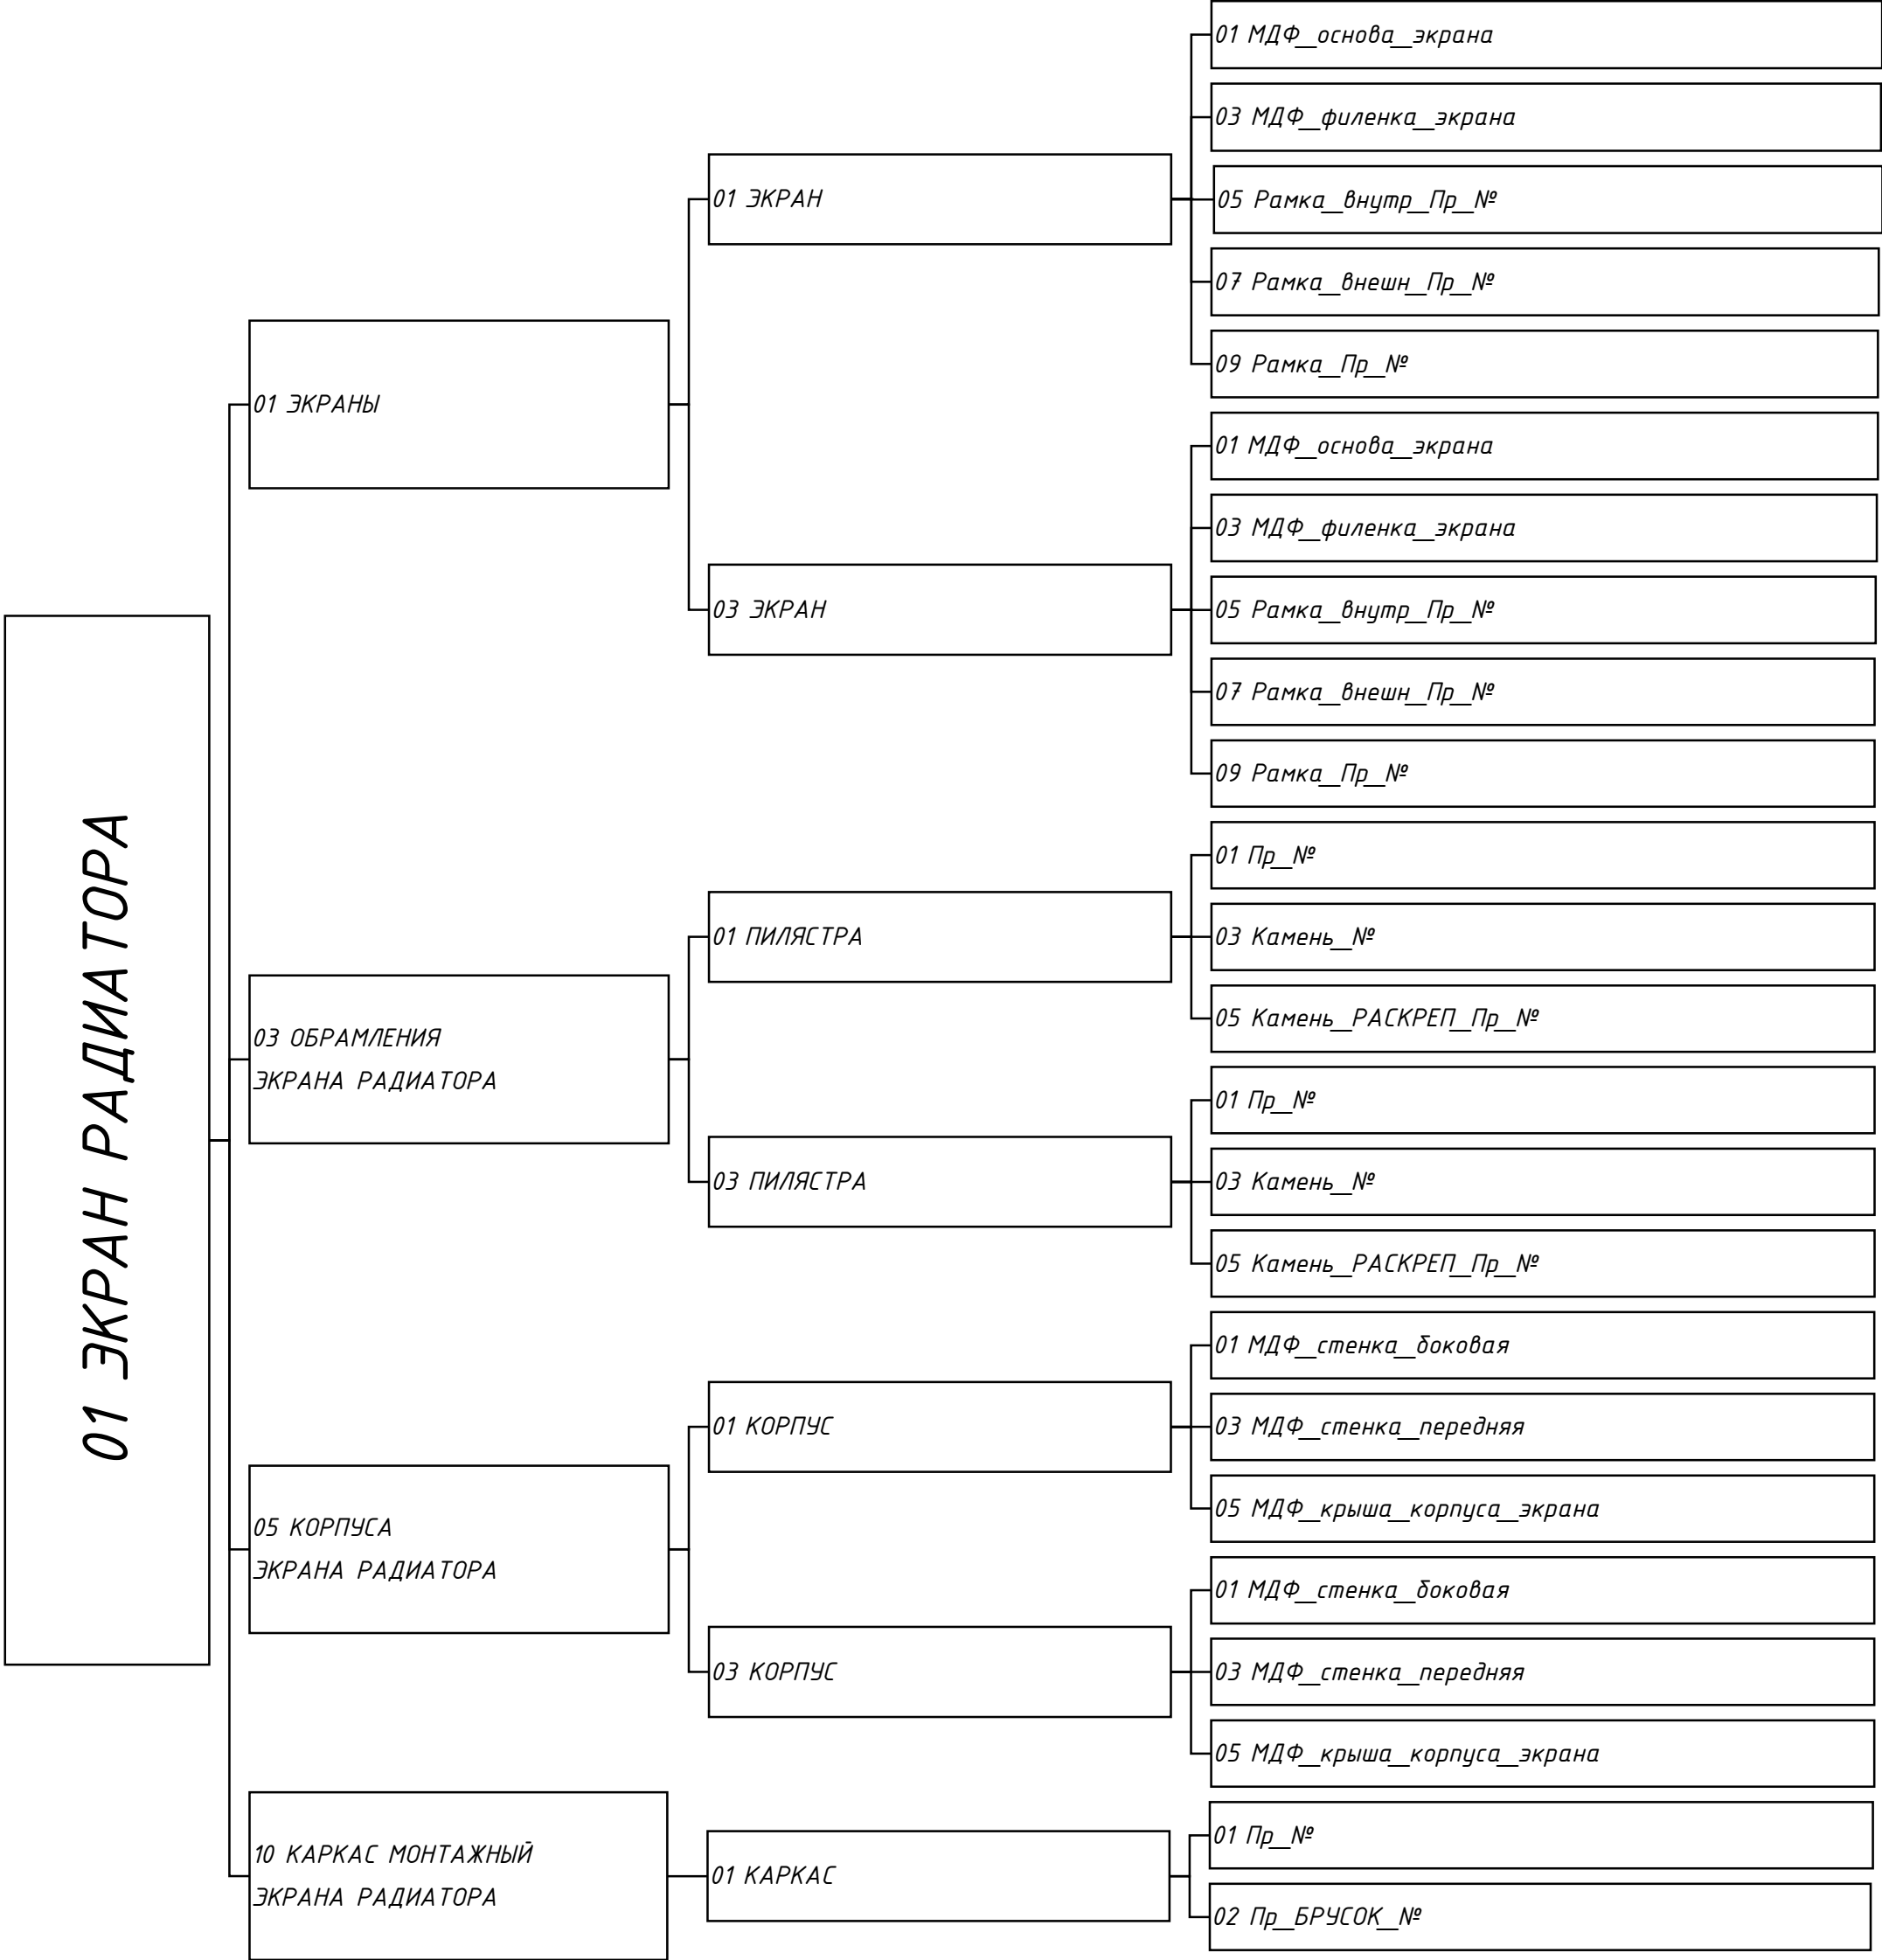 01 ЭКРАН РАДИАТОРА
01 ЭКРАНЫ
01 ЭКРАН
01 МДФ_основа_экрана
03 МДФ_филенка_экрана
05 Рамка_внутр_Пр_№
07 Рамка_внешн_Пр_№
09 Рамка_Пр_№
03 ЭКРАН
01 МДФ_основа_экрана
03 МДФ_филенка_экрана
05 Рамка_внутр_Пр_№
07 Рамка_внешн_Пр_№
09 Рамка_Пр_№
03 ОБРАМЛЕНИЯ
ЭКРАНА РАДИАТОРА
01 ПИЛЯСТРА
01 Пр_№
03 Камень_№
05 Камень_РАСКРЕП_Пр_№
03 ПИЛЯСТРА
01 Пр_№
03 Камень_№
05 Камень_РАСКРЕП_Пр_№
05 КОРПУСА
ЭКРАНА РАДИАТОРА
01 КОРПУС
01 МДФ_стенка_боковая
03 МДФ_стенка_передняя
05 МДФ_крыша_корпуса_экрана
03 КОРПУС
01 МДФ_стенка_боковая
03 МДФ_стенка_передняя
05 МДФ_крыша_корпуса_экрана
10 КАРКАС МОНТАЖНЫЙ
ЭКРАНА РАДИАТОРА
01 КАРКАС
01 Пр_№
02 Пр_БРУСОК_№